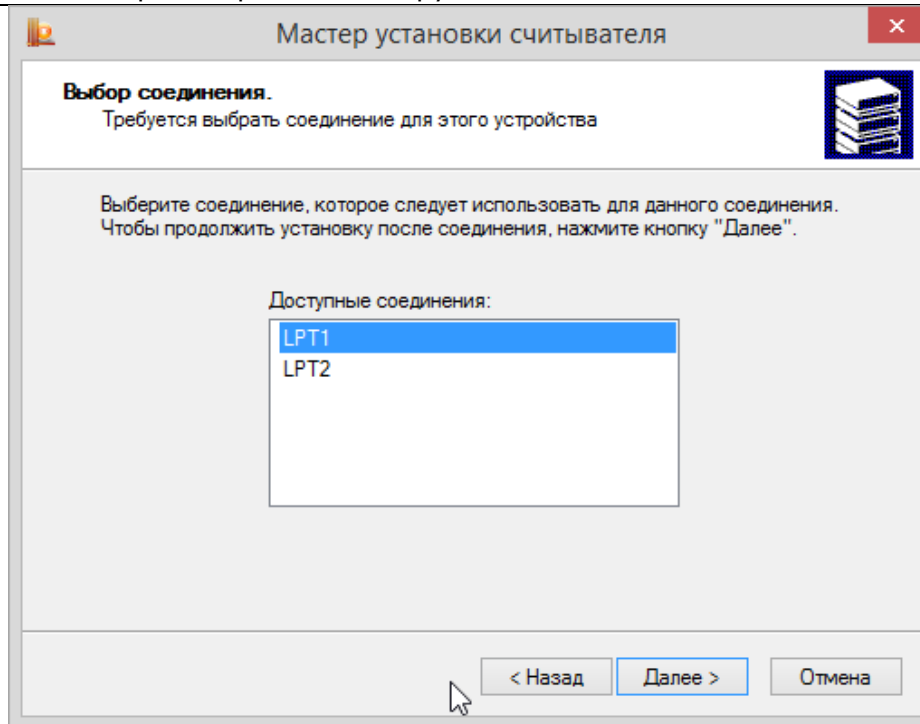 Мастер установки считывателя
Выбор соединения.
Требуется выбрать соединение для этого устройства
Выберите соединение, которое следует использовать для данного соединения.
Чтобы продолжить установку после соединения, нажмите кнопку "Далее".
Доступные соединения:
LPT1
LPT2
< Назад Далее > Отмена